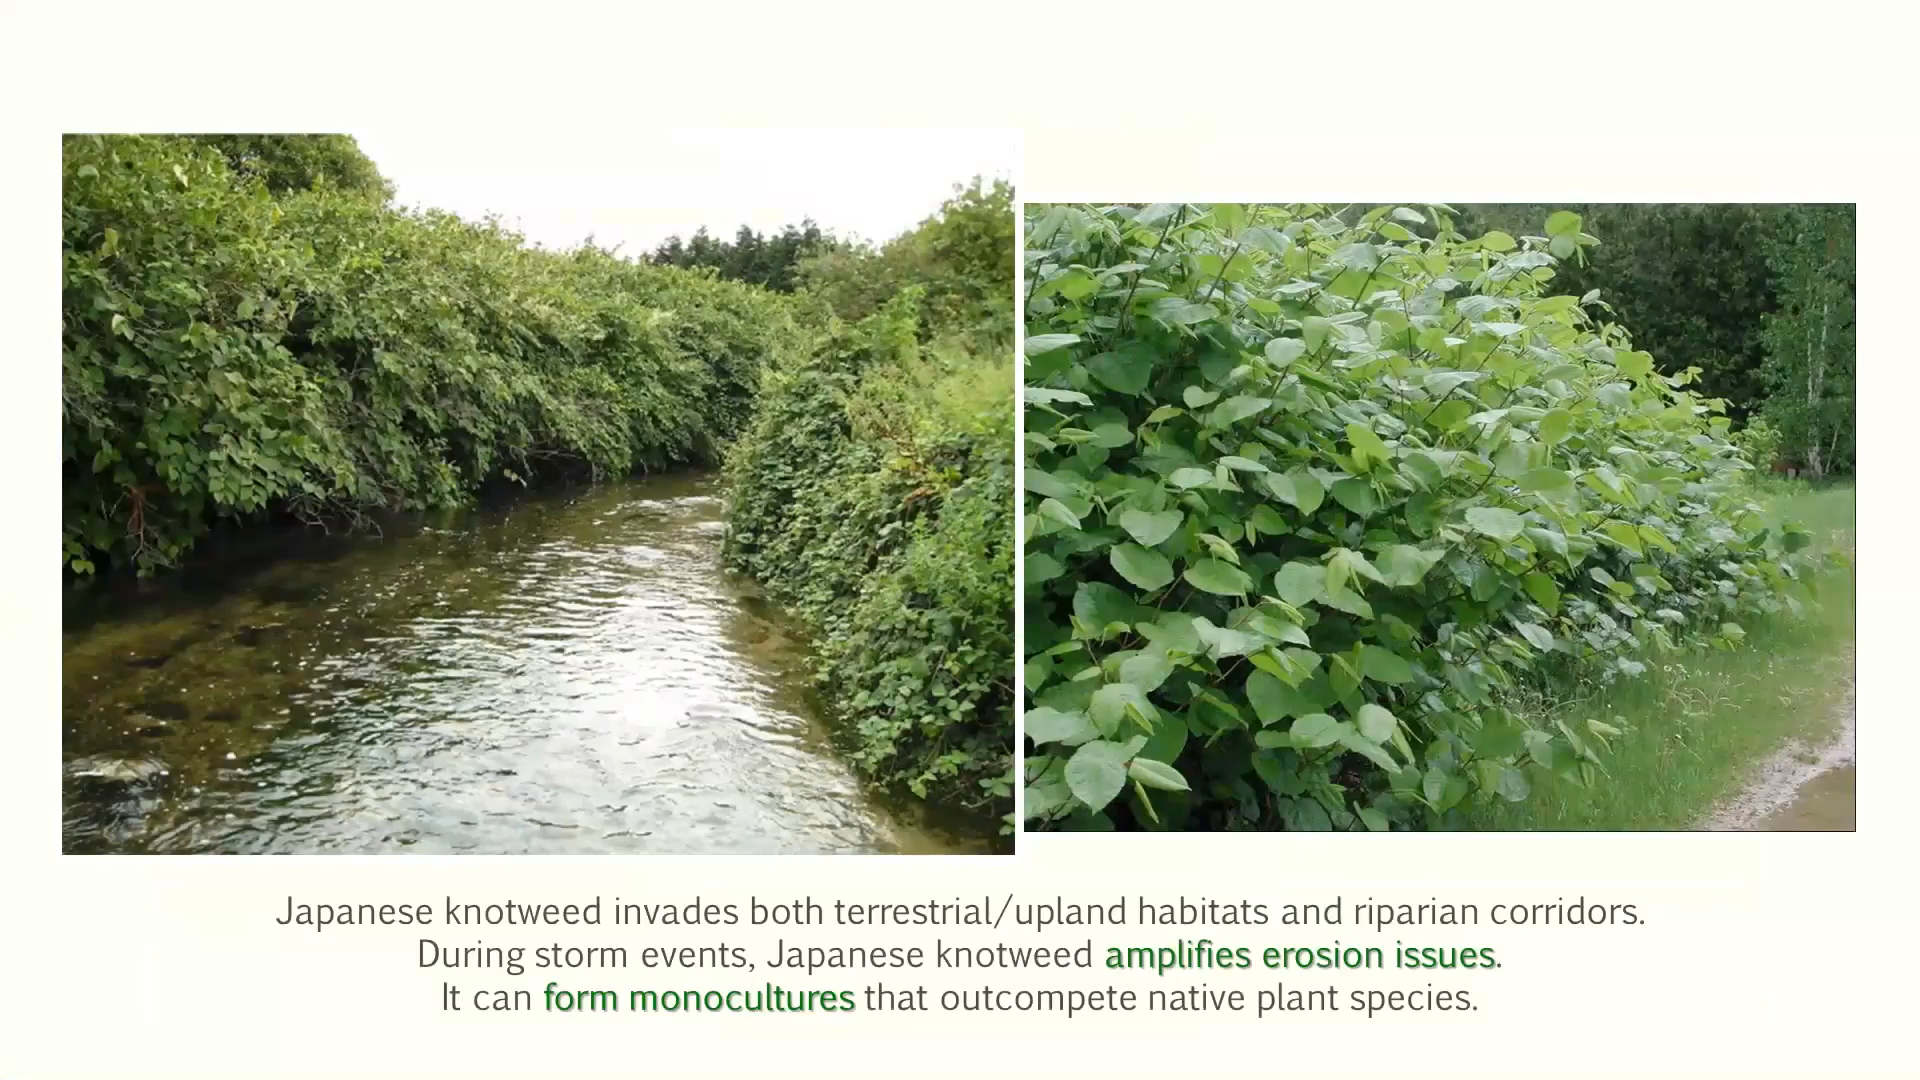 Japanese knotweed invades both terrestrial/upland habitats and riparian corridors.
During storm events, Japanese knotweed amplifies erosion issues.
It can form monocultures that outcompete native plant species.